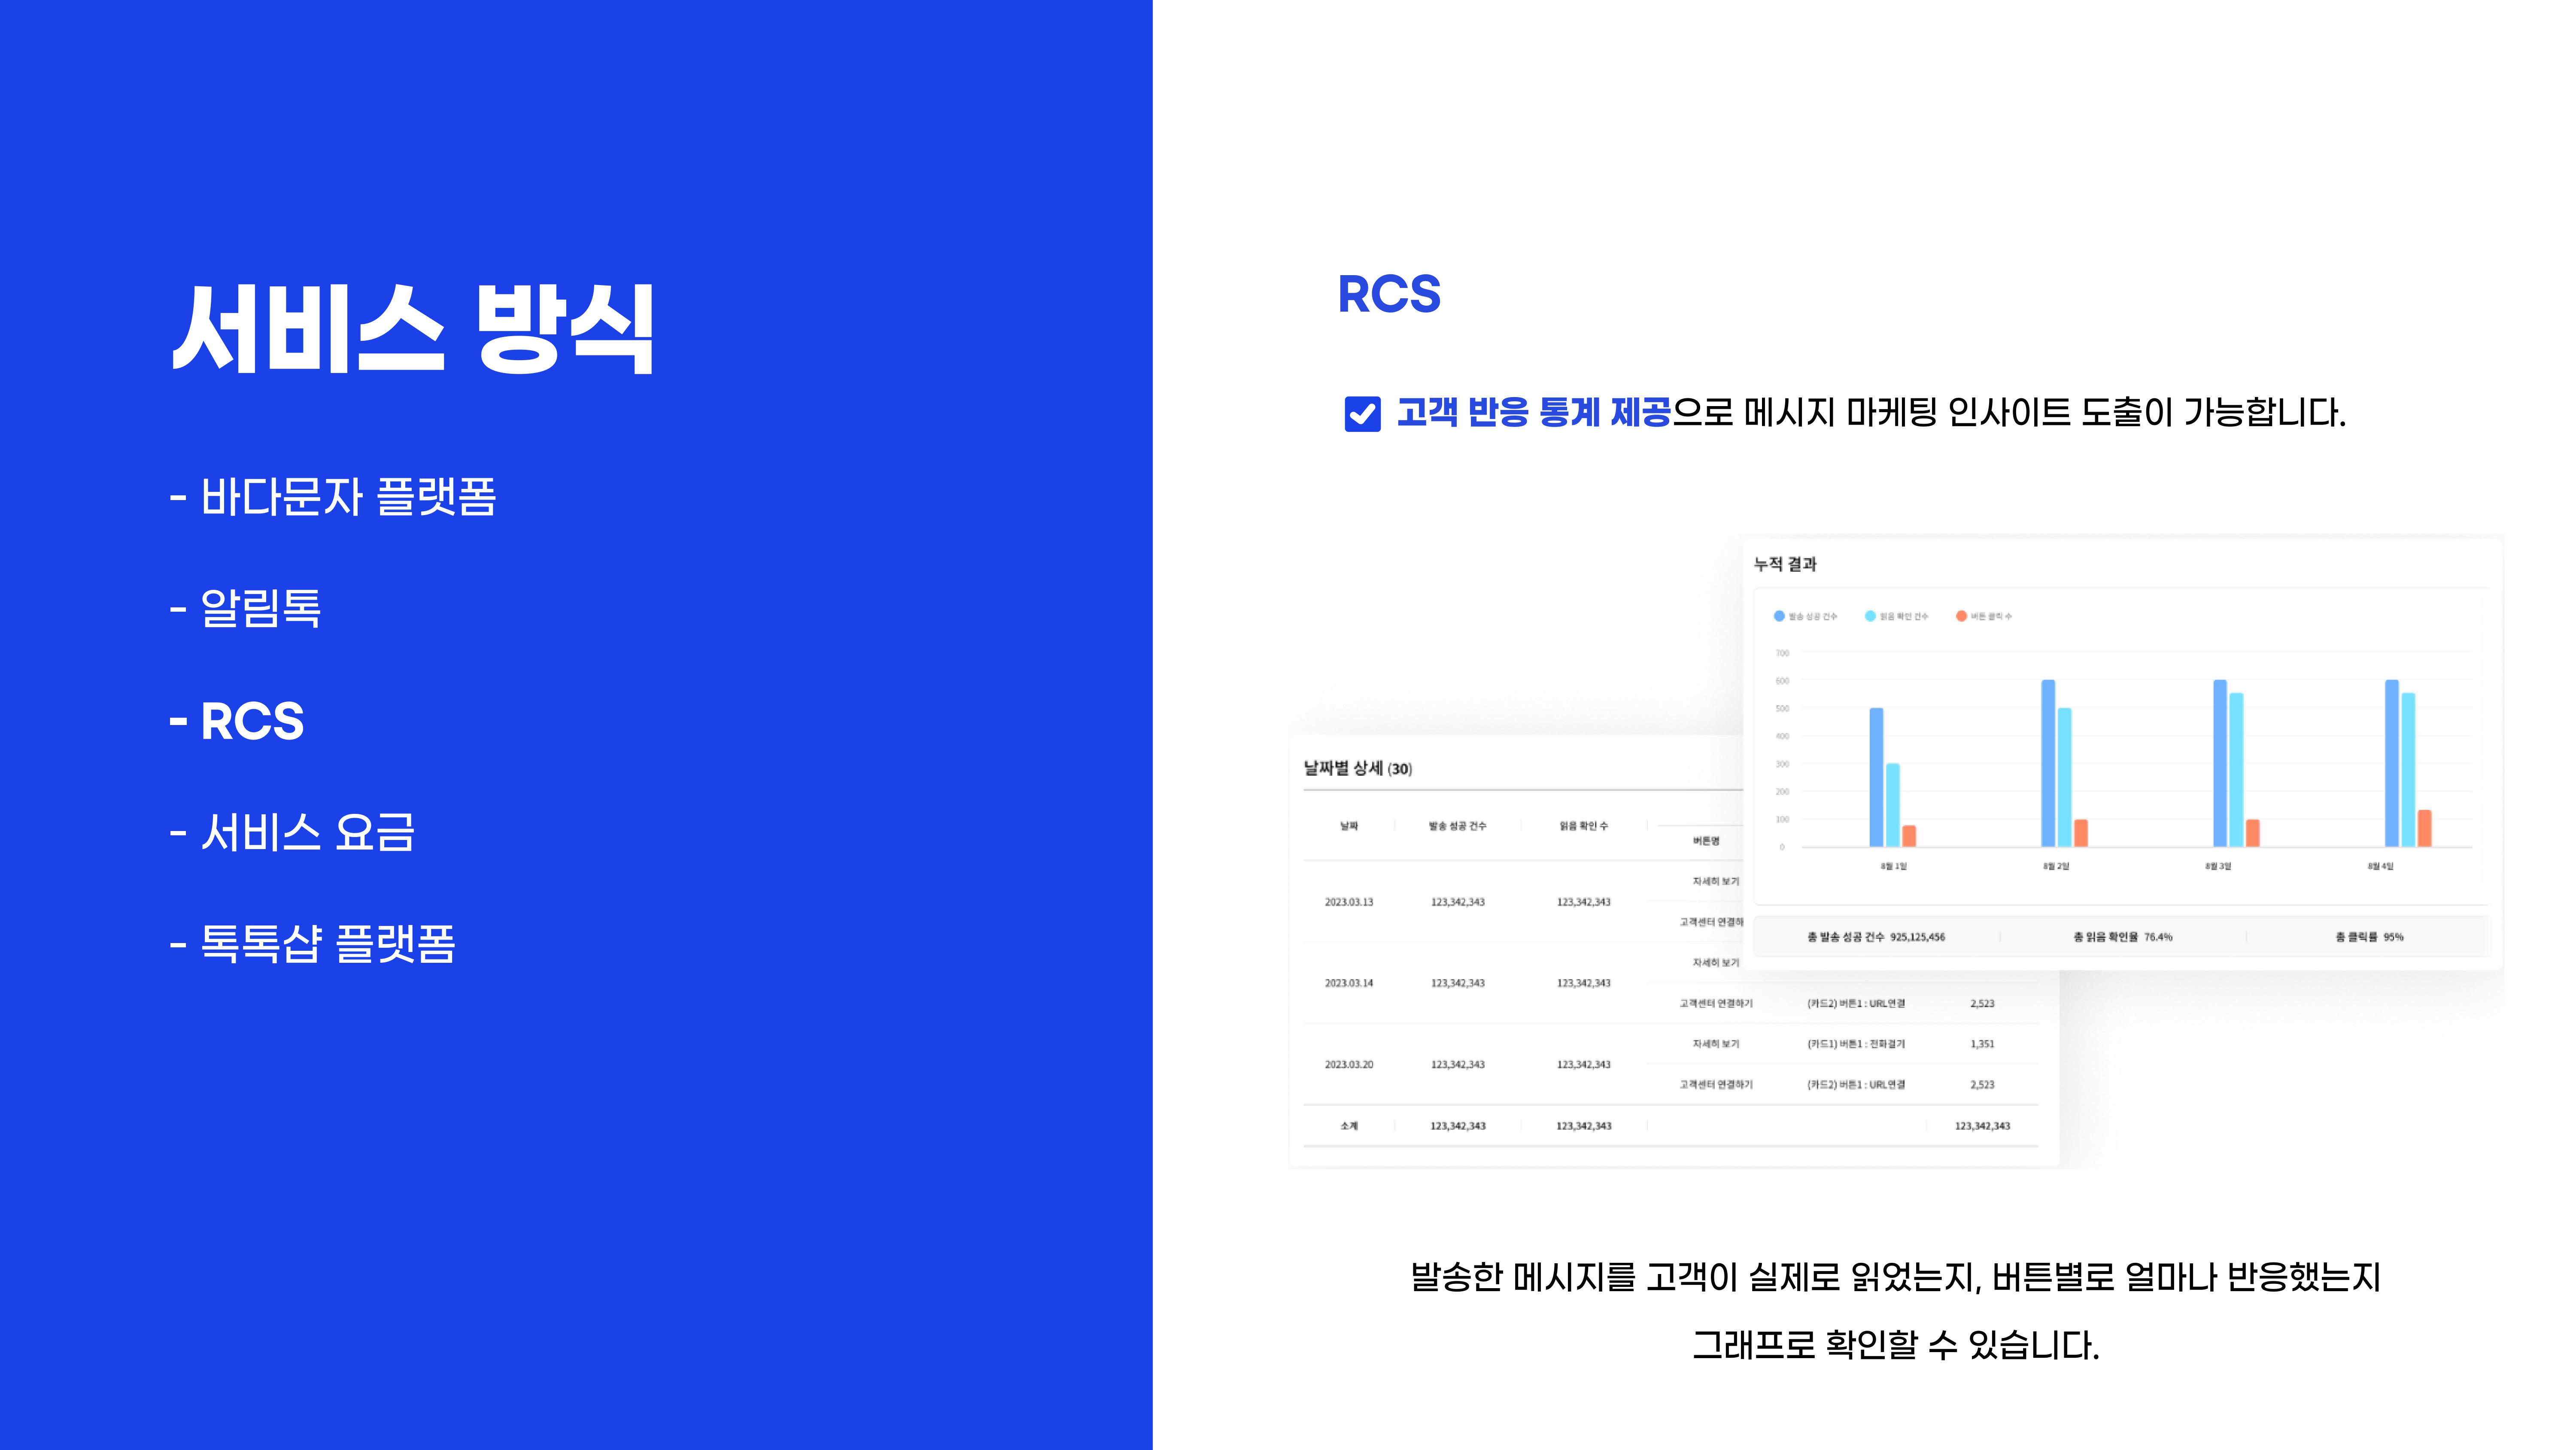 서비스 방식
- 바다문자 플랫폼
- 알림톡
- RCS
- 서비스 요금
- 톡톡샵 플랫폼
RCS
고객 반응 통계 제공으로 메시지 마케팅 인사이트 도출이 가능합니다.
누적 결과
발송 성공 건수 읽음 확인 건수 버튼 클릭 수
700
600
500
400
300
200
100
0
8월 1일 8월 2일 8월 3일 8월 4일
총 발송 성공 건수 925,125,456 총 읽음 확인율 76.4% 총 클릭률 95%
날짜별 상세 (30)
날짜 발송 성공 건수 읽음 확인 수
버튼명
자세히 보기
2023.03.13 123,342,343 123,342,343
고객센터 연결하
자세히 보기
2023.03.14 123,342,343 123,342,343
고객센터 연결하기 (카드2) 버튼1 : URL연결 2,523
자세히 보기 (카드1) 버튼1 : 전화걸기 1,351
2023.03.20 123,342,343 123,342,343
고객센터 연결하기 (카드2) 버튼1 : URL연결 2,523
소계 123,342,343 123,342,343 123,342,343
발송한 메시지를 고객이 실제로 읽었는지, 버튼별로 얼마나 반응했는지
그래프로 확인할 수 있습니다.